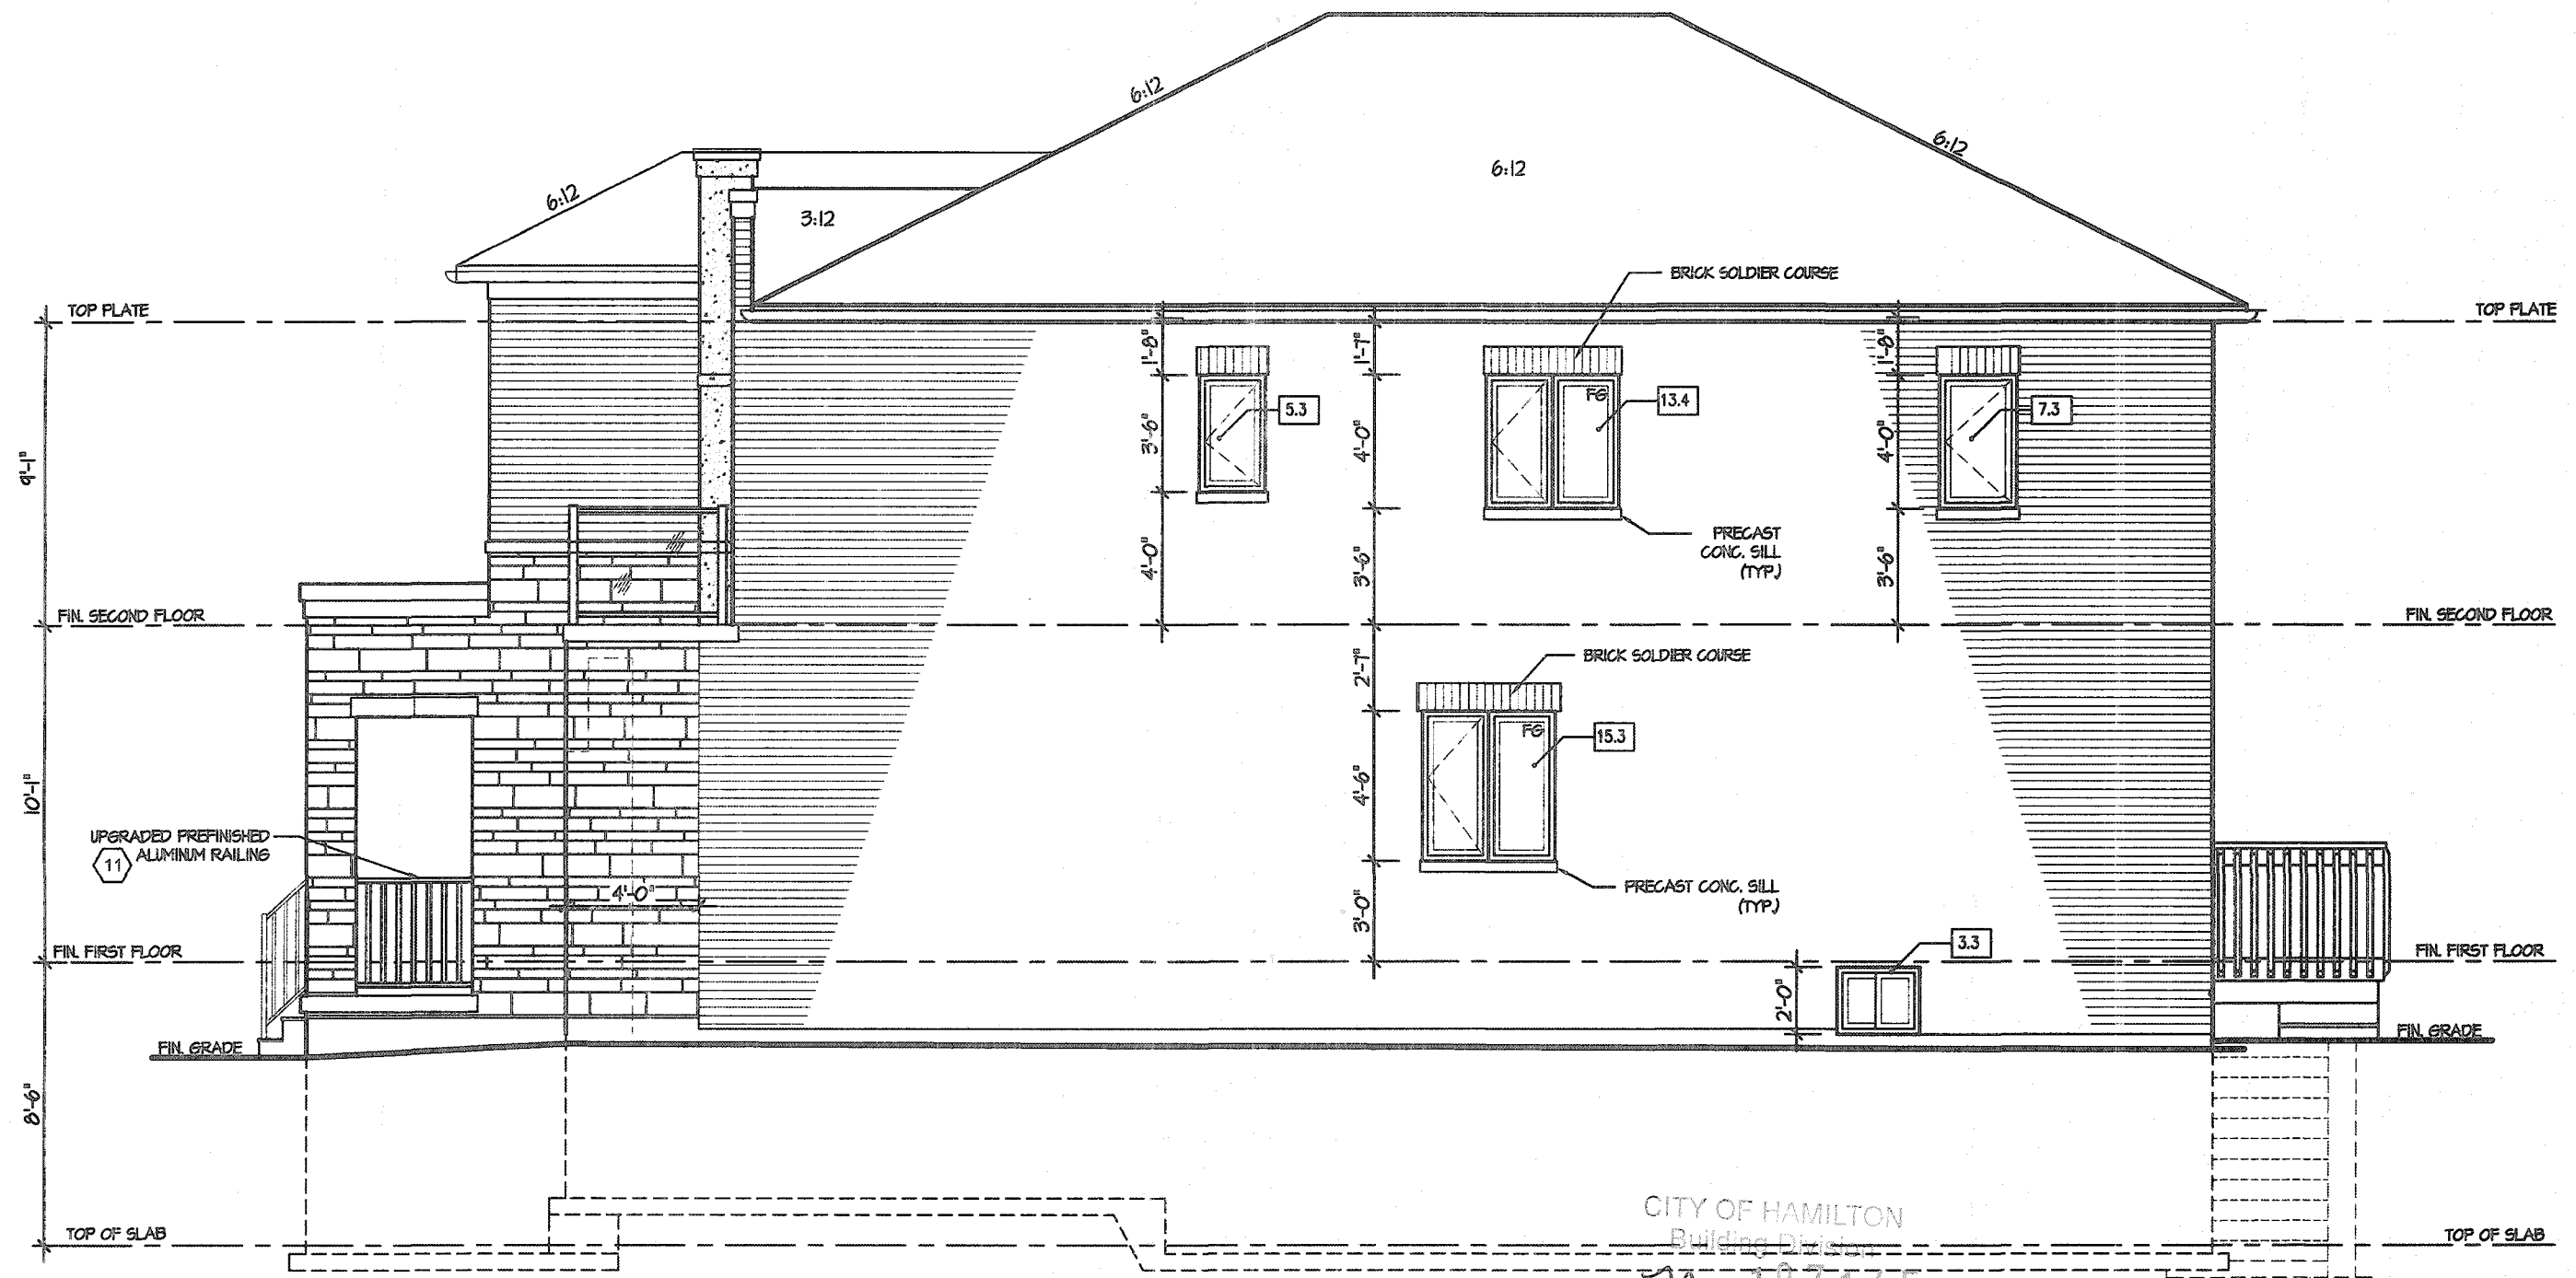 6:12
6:12
6:12
6:12
3:12
BRICK SOLDIER COURSE
TOP PLATE
TOP PLATE
1'-8"
1'-7"
1'-8"
5.3
FG
13.4
7.3
9'-1"
3'-6"
4'-0"
4'-0"
PRECAST
CONC. SILL
(TYP.)
4'-0"
3'-6"
3'-6"
FIN. SECOND FLOOR
FIN. SECOND FLOOR
BRICK SOLDIER COURSE
2'-7"
FG
15.3
10'-1"
4'-6"
UPGRADED PREFINISHED
11 ALUMINUM RAILING
4'-0"
PRECAST CONC. SILL
(TYP.)
3'-0"
3.3
FIN. FIRST FLOOR
FIN. FIRST FLOOR
2'-0"
FIN. GRADE
FIN. GRADE
8'-6"
CITY OF HAMILTON
Building Division
TOP OF SLAB
TOP OF SLAB